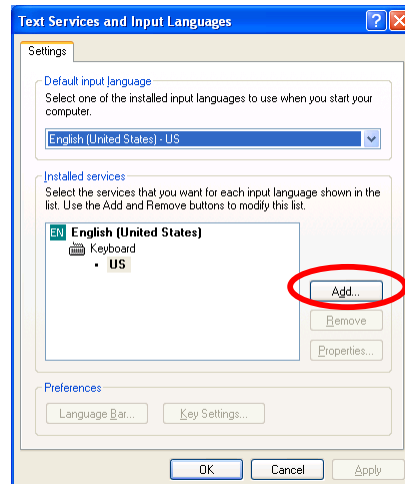 Text Services and Input Languages
Settings
Default input language
Select one of the installed input languages to use when you start your
computer.
English (United States) - US
Installed services
Select the services that you want for each input language shown in the
list. Use the Add and Remove buttons to modify this list.
EN English (United States)
Keyboard
• US
Add...
Remove
Properties...
Preferences
Language Bar... Key Settings...
OK Cancel Apply